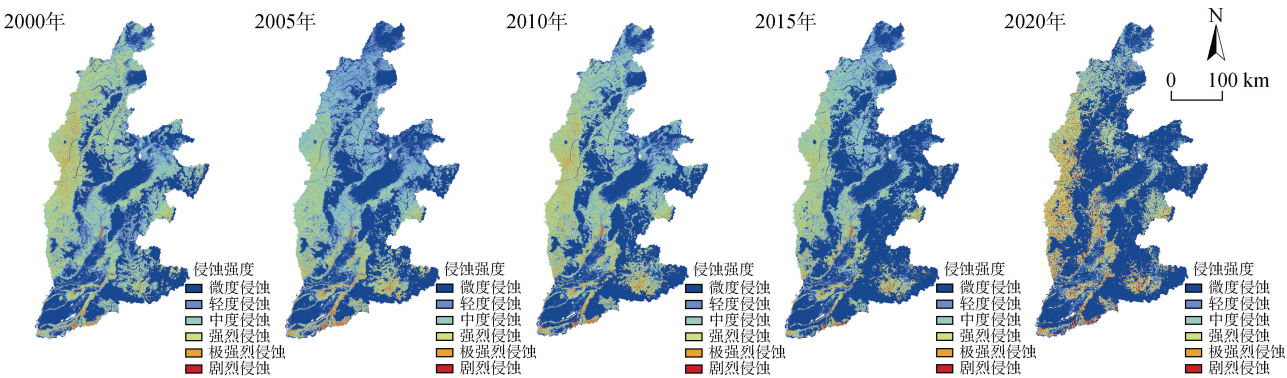 2000年
2005年
2010年
2015年
2020年
N
0 100 km
侵蚀强度
微度侵蚀
轻度侵蚀
中度侵蚀
强烈侵蚀
极强烈侵蚀
剧烈侵蚀
侵蚀强度
微度侵蚀
轻度侵蚀
中度侵蚀
强烈侵蚀
极强烈侵蚀
剧烈侵蚀
侵蚀强度
微度侵蚀
轻度侵蚀
中度侵蚀
强烈侵蚀
极强烈侵蚀
剧烈侵蚀
侵蚀强度
微度侵蚀
轻度侵蚀
中度侵蚀
强烈侵蚀
极强烈侵蚀
剧烈侵蚀
侵蚀强度
微度侵蚀
轻度侵蚀
中度侵蚀
强烈侵蚀
极强烈侵蚀
剧烈侵蚀